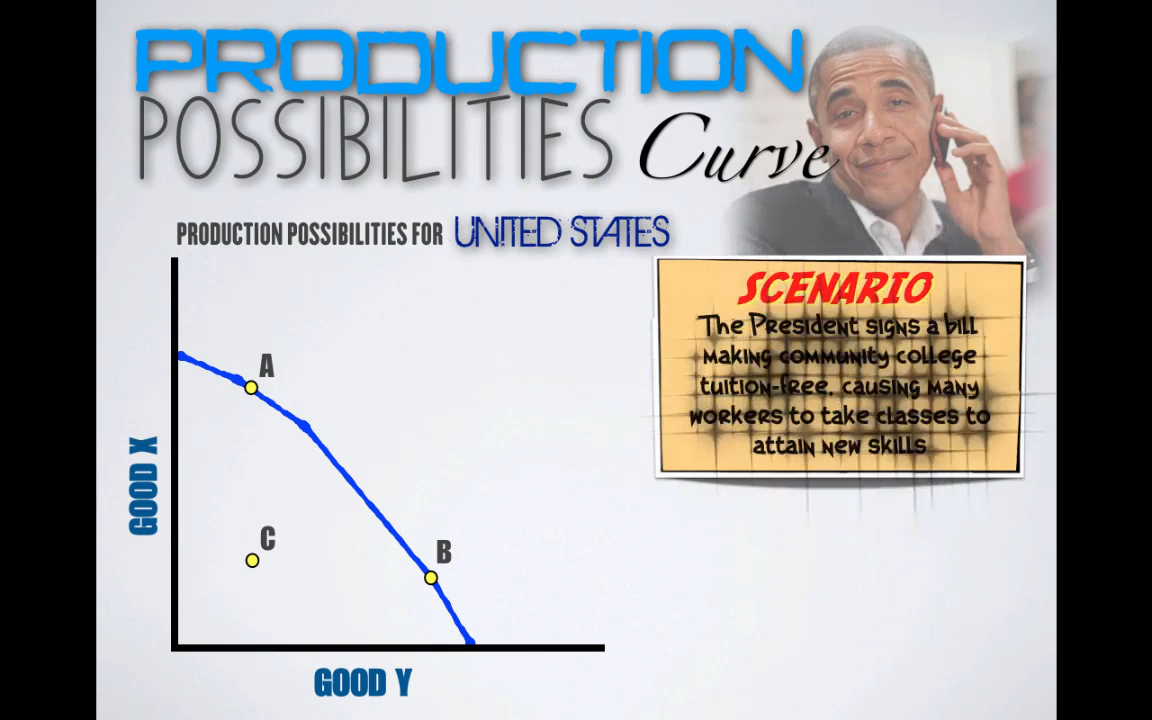 PRODUCTION
POSSIBILITIES Curve
PRODUCTION POSSIBILITIES FOR UNITED STATES
SCENARIO
The President signs a bill
making community college
tuition-free, causing many
workers to take classes to
attain new skills
A
B
C
GOOD X
GOOD Y